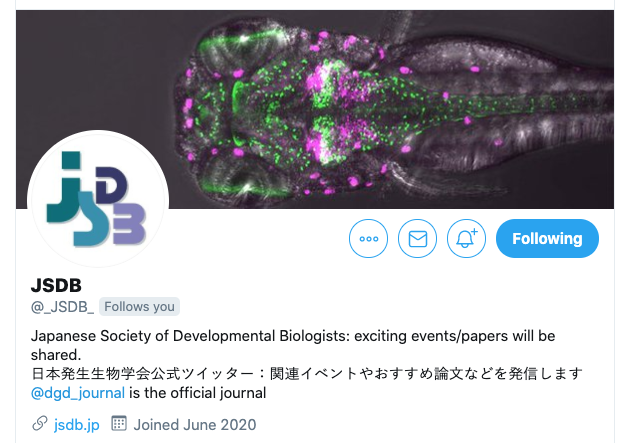 JSDB
Following
JSDB
@_JSDB_ Follows you
Japanese Society of Developmental Biologists: exciting events/papers will be
shared.
日本発生生物学会公式ツイッター：関連イベントやおすすめ論文などを発信します
@dgd_journal is the official journal
jsdb.jp Joined June 2020